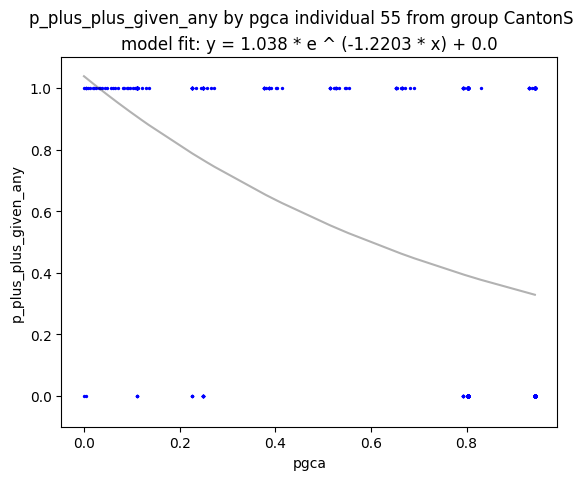 p_plus_plus_given_any by pgca individual 55 from group CantonS
model fit: y = 1.038 * e ^ (-1.2203 * x) + 0.0
p_plus_plus_given_any
1.0
0.8
0.6
0.4
0.2
0.0
0.0 0.2 0.4 0.6 0.8
pgca